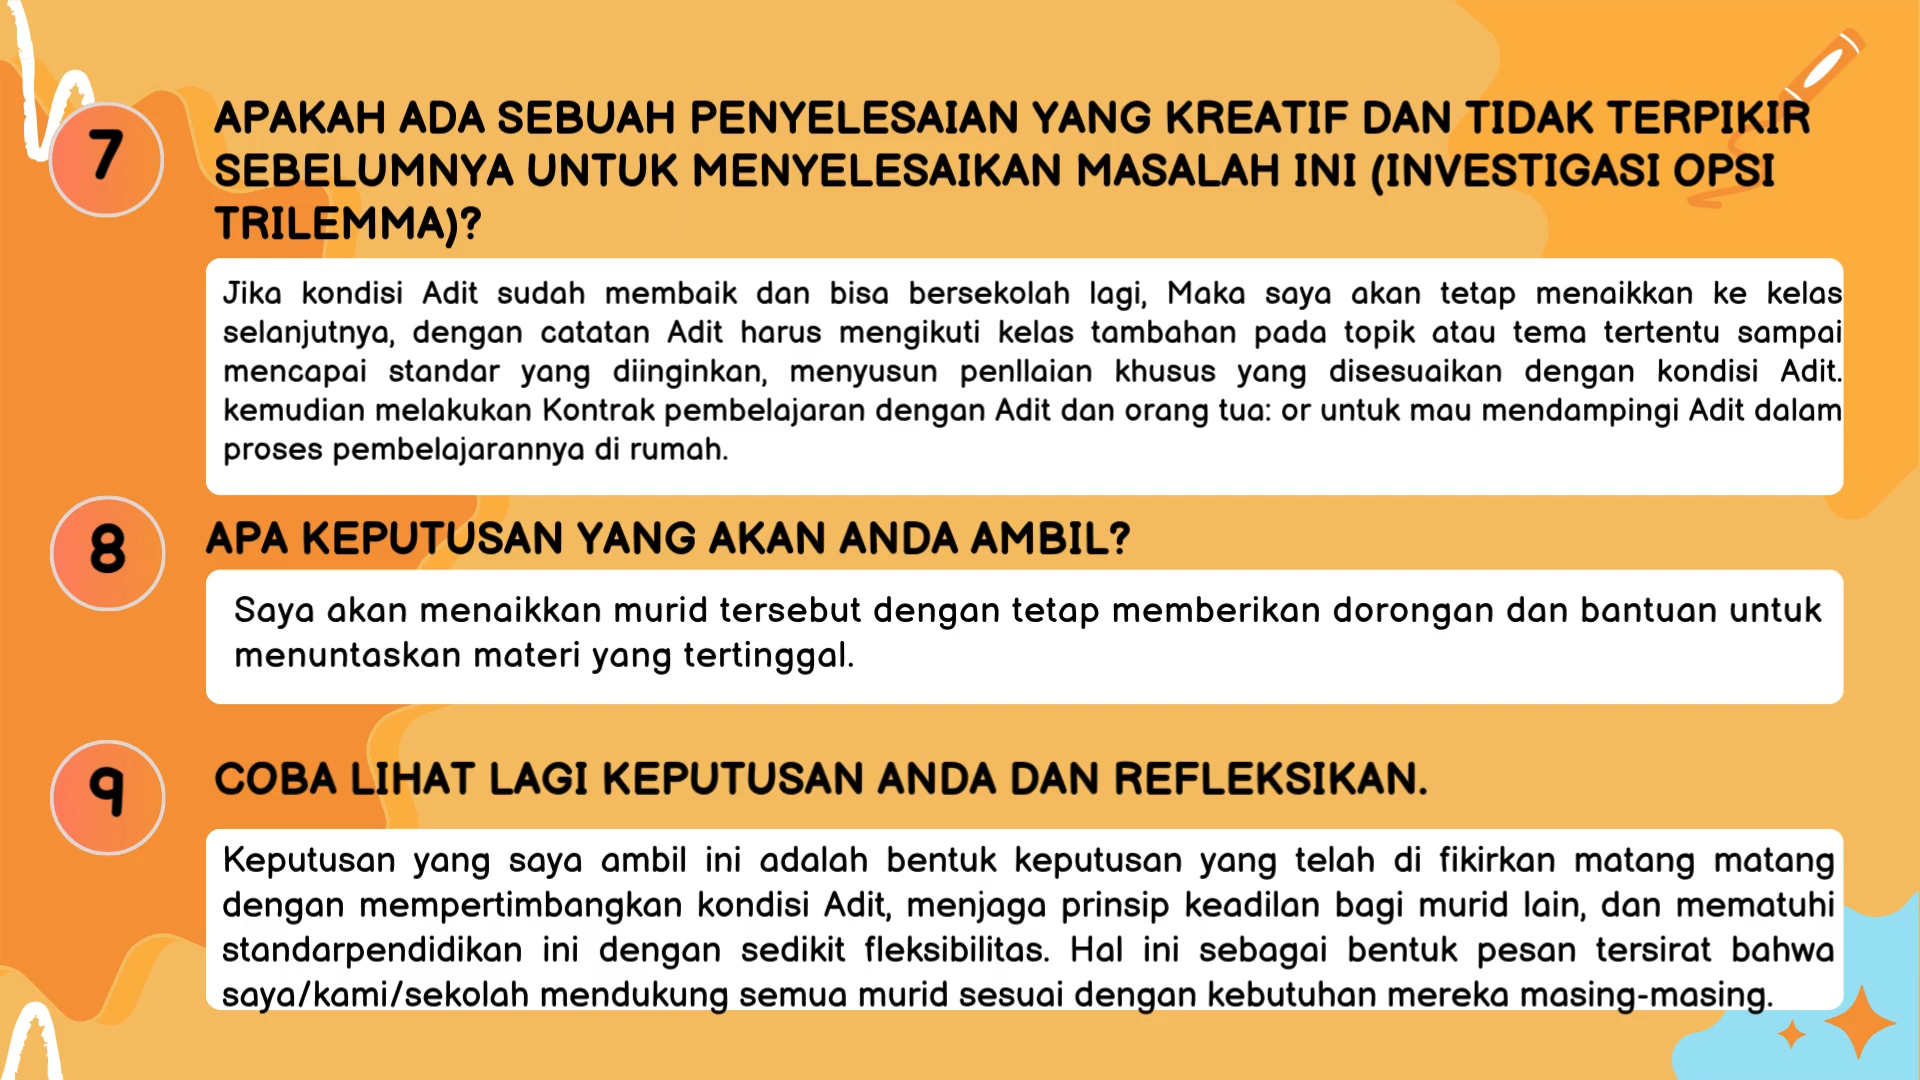 7
APAKAH ADA SEBUAH PENYELESAIAN YANG KREATIF DAN TIDAK TERPIKIR
SEBELUMNYA UNTUK MENYELESAIKAN MASALAH INI (INVESTIGASI OPSI
TRILEMMA)?
Jika kondisi Adit sudah membaik dan bisa bersekolah lagi, Maka saya akan tetap menaikkan ke kelas
selanjutnya, dengan catatan Adit harus mengikuti kelas tambahan pada topik atau tema tertentu sampai
mencapai standar yang diinginkan, menyusun penllaian khusus yang disesuaikan dengan kondisi Adit.
kemudian melakukan Kontrak pembelajaran dengan Adit dan orang tua: or untuk mau mendampingi Adit dalam
proses pembelajarannya di rumah.
8
APA KEPUTUSAN YANG AKAN ANDA AMBIL?
Saya akan menaikkan murid tersebut dengan tetap memberikan dorongan dan bantuan untuk
menuntaskan materi yang tertinggal.
9
COBA LIHAT LAGI KEPUTUSAN ANDA DAN REFLEKSIKAN.
Keputusan yang saya ambil ini adalah bentuk keputusan yang telah di fikirkan matang matang
dengan mempertimbangkan kondisi Adit, menjaga prinsip keadilan bagi murid lain, dan mematuhi
standarpendidikan ini dengan sedikit fleksibilitas. Hal ini sebagai bentuk pesan tersirat bahwa
saya/kami/sekolah mendukung semua murid sesuai dengan kebutuhan mereka masing-masing.